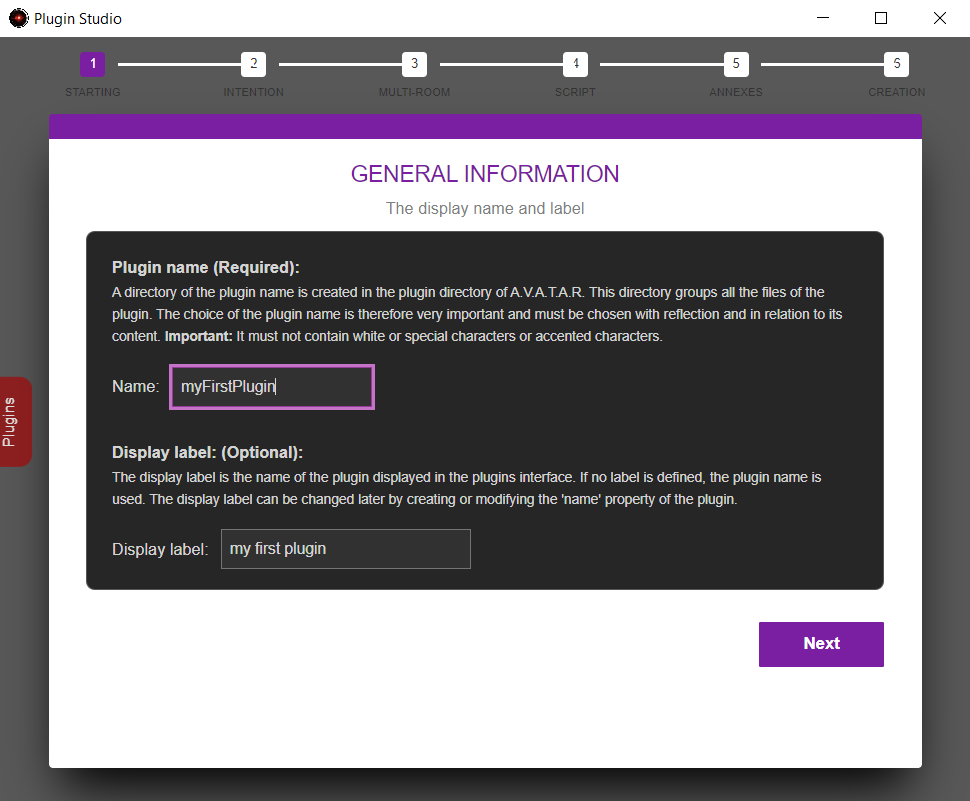 Plugin Studio
1 2 3 4 5 6
STARTING INTENTION MULTI-ROOM SCRIPT ANNEXES CREATION
GENERAL INFORMATION
The display name and label
Plugin name (Required):
A directory of the plugin name is created in the plugin directory of A.V.A.T.A.R. This directory groups all the files of the
plugin. The choice of the plugin name is therefore very important and must be chosen with reflection and in relation to its
content. Important: It must not contain white or special characters or accented characters.
Name: myFirstPlugin
Plugins
Display label: (Optional):
The display label is the name of the plugin displayed in the plugins interface. If no label is defined, the plugin name is
used. The display label can be changed later by creating or modifying the 'name' property of the plugin.
Display label: my first plugin
Next